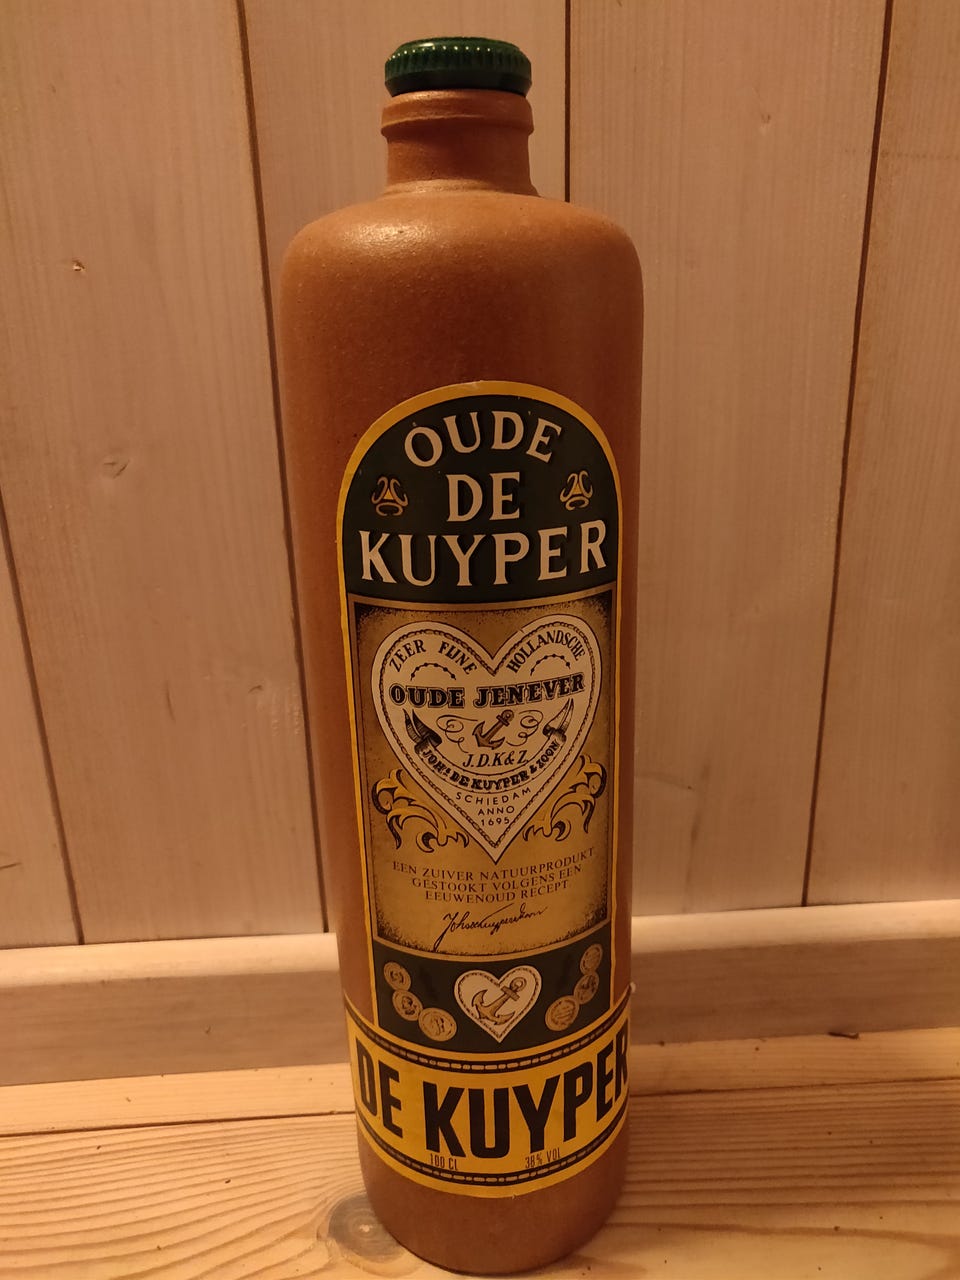 OUDE
DE
KUYPER
ZEER FIJNE HOLLANDSCHE
OUDE JENEVER
J.D.K&Z
JOHS DE KUYPER & ZOON
SCHIEDAM
ANNO
1695
EEN ZUIVER NATUURPRODUKT
GESTOOKT VOLGENS EEN
EEUWENOUD RECEPT.
DE KUYPER
100 CL 38% VOL